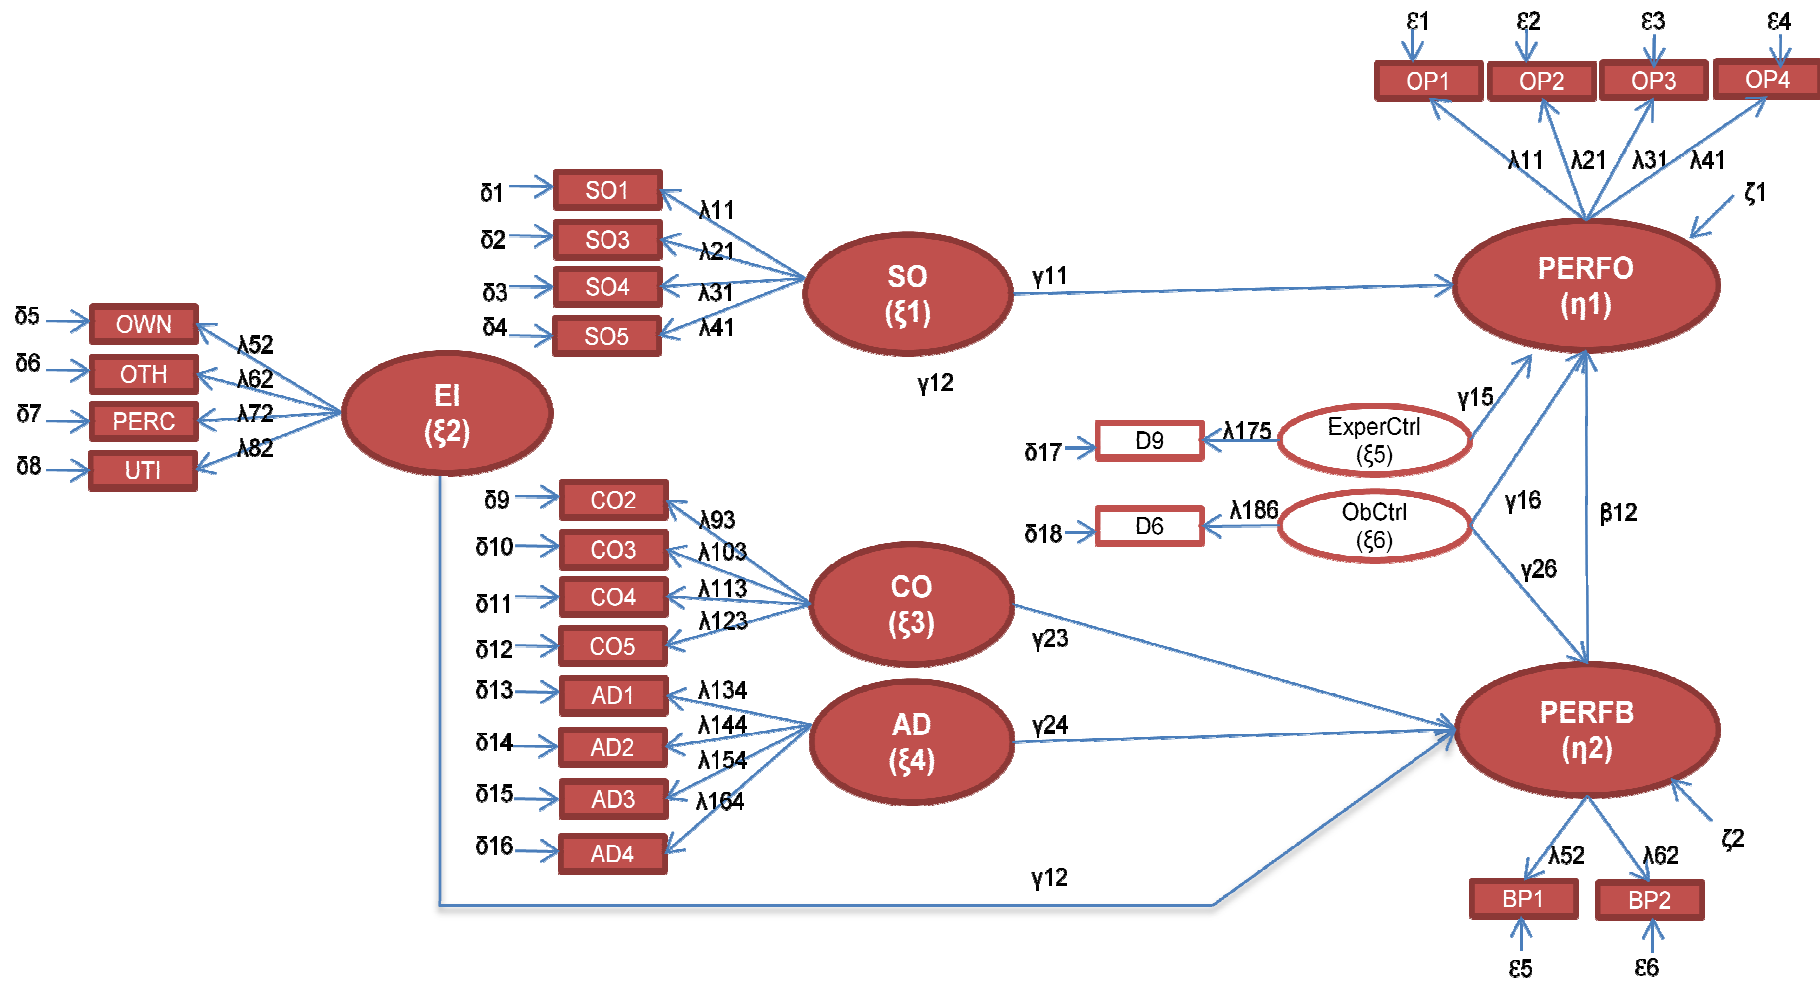 ε1
ε2
ε3
ε4
OP1
OP2
OP3
OP4
λ11
λ21
λ31
λ41
ζ1
PERFO
(η1)
δ1
SO1
δ2
SO3
δ3
SO4
δ4
SO5
λ11
λ21
λ31
λ41
SO
(ξ1)
γ11
γ12
δ5
OWN
δ6
OTH
δ7
PERC
δ8
UTI
λ52
λ62
λ72
λ82
EI
(ξ2)
γ15
δ17
D9
λ175
ExperCtrl
(ξ5)
δ18
D6
λ186
ObCtrl
(ξ6)
γ16
β12
γ26
δ9
CO2
δ10
CO3
δ11
CO4
δ12
CO5
λ93
λ103
λ113
λ123
CO
(ξ3)
γ23
δ13
AD1
δ14
AD2
δ15
AD3
δ16
AD4
λ134
λ144
λ154
λ164
AD
(ξ4)
γ24
γ12
PERFB
(η2)
ζ2
λ52
λ62
BP1
BP2
ε5
ε6